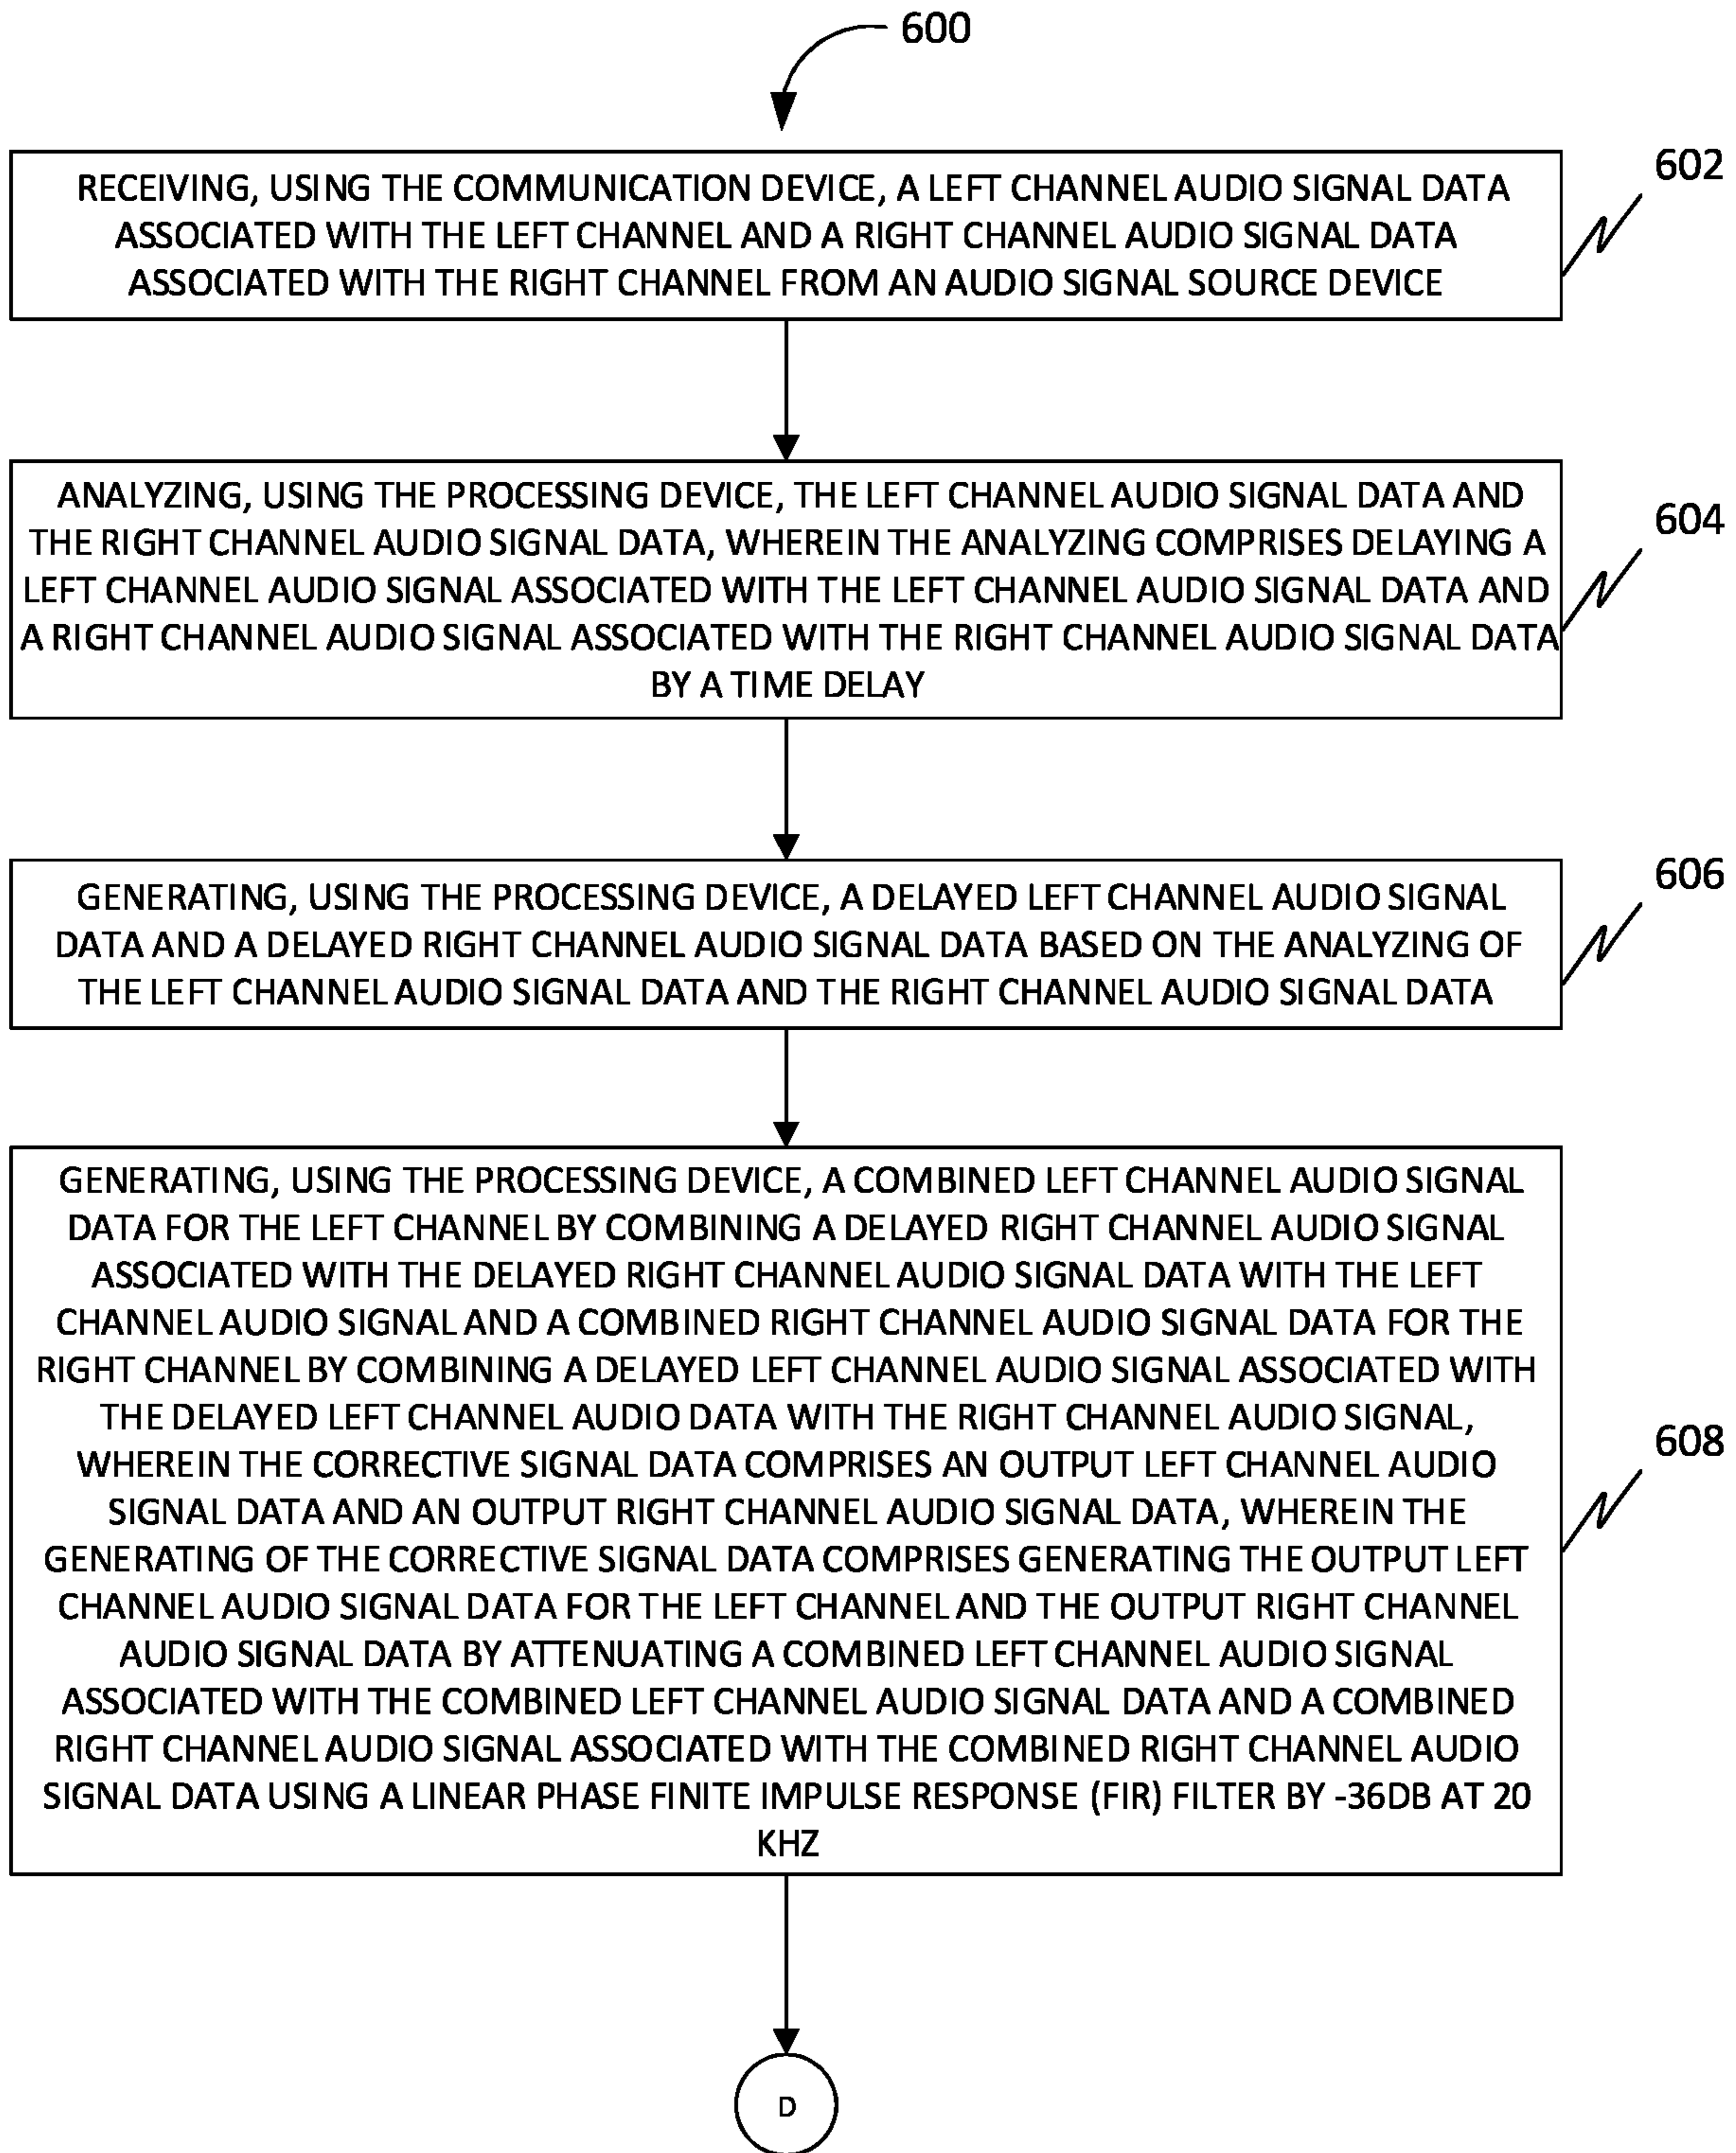 600
602
RECEIVING, USING THE COMMUNICATION DEVICE, A LEFT CHANNEL AUDIO SIGNAL DATA
ASSOCIATED WITH THE LEFT CHANNEL AND A RIGHT CHANNEL AUDIO SIGNAL DATA
ASSOCIATED WITH THE RIGHT CHANNEL FROM AN AUDIO SIGNAL SOURCE DEVICE
604
ANALYZING, USING THE PROCESSING DEVICE, THE LEFT CHANNEL AUDIO SIGNAL DATA AND
THE RIGHT CHANNEL AUDIO SIGNAL DATA, WHEREIN THE ANALYZING COMPRISES DELAYING A
LEFT CHANNEL AUDIO SIGNAL ASSOCIATED WITH THE LEFT CHANNEL AUDIO SIGNAL DATA AND
A RIGHT CHANNEL AUDIO SIGNAL ASSOCIATED WITH THE RIGHT CHANNEL AUDIO SIGNAL DATA
BY A TIME DELAY
606
GENERATING, USING THE PROCESSING DEVICE, A DELAYED LEFT CHANNEL AUDIO SIGNAL
DATA AND A DELAYED RIGHT CHANNEL AUDIO SIGNAL DATA BASED ON THE ANALYZING OF
THE LEFT CHANNEL AUDIO SIGNAL DATA AND THE RIGHT CHANNEL AUDIO SIGNAL DATA
608
GENERATING, USING THE PROCESSING DEVICE, A COMBINED LEFT CHANNEL AUDIO SIGNAL
DATA FOR THE LEFT CHANNEL BY COMBINING A DELAYED RIGHT CHANNEL AUDIO SIGNAL
ASSOCIATED WITH THE DELAYED RIGHT CHANNEL AUDIO SIGNAL DATA WITH THE LEFT
CHANNEL AUDIO SIGNAL AND A COMBINED RIGHT CHANNEL AUDIO SIGNAL DATA FOR THE
RIGHT CHANNEL BY COMBINING A DELAYED LEFT CHANNEL AUDIO SIGNAL ASSOCIATED WITH
THE DELAYED LEFT CHANNEL AUDIO DATA WITH THE RIGHT CHANNEL AUDIO SIGNAL,
WHEREIN THE CORRECTIVE SIGNAL DATA COMPRISES AN OUTPUT LEFT CHANNEL AUDIO
SIGNAL DATA AND AN OUTPUT RIGHT CHANNEL AUDIO SIGNAL DATA, WHEREIN THE
GENERATING OF THE CORRECTIVE SIGNAL DATA COMPRISES GENERATING THE OUTPUT LEFT
CHANNEL AUDIO SIGNAL DATA FOR THE LEFT CHANNEL AND THE OUTPUT RIGHT CHANNEL
AUDIO SIGNAL DATA BY ATTENUATING A COMBINED LEFT CHANNEL AUDIO SIGNAL
ASSOCIATED WITH THE COMBINED LEFT CHANNEL AUDIO SIGNAL DATA AND A COMBINED
RIGHT CHANNEL AUDIO SIGNAL ASSOCIATED WITH THE COMBINED RIGHT CHANNEL AUDIO
SIGNAL DATA USING A LINEAR PHASE FINITE IMPULSE RESPONSE (FIR) FILTER BY -36DB AT 20
KHZ
D